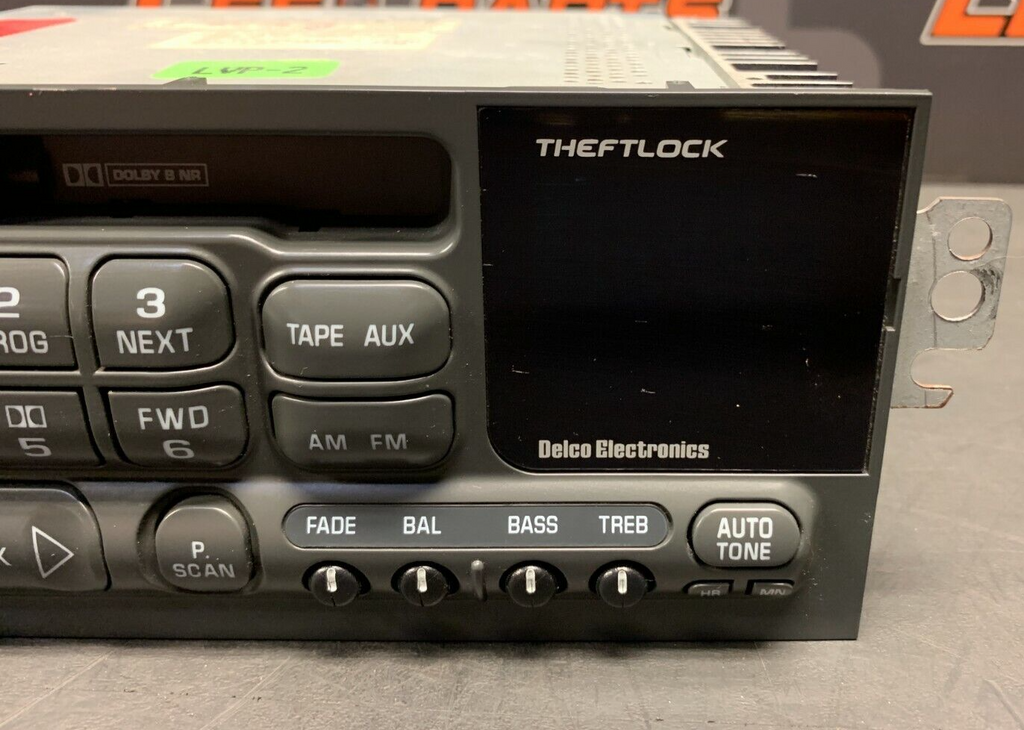 LVP-2
THEFTLOCK
DOLBY B NR
2
3
TAPE AUX
NEXT
5
FWD
6
AM FM
Delco Electronics
FADE BAL BASS TREB
AUTO
TONE
P.
SCAN
HR MN